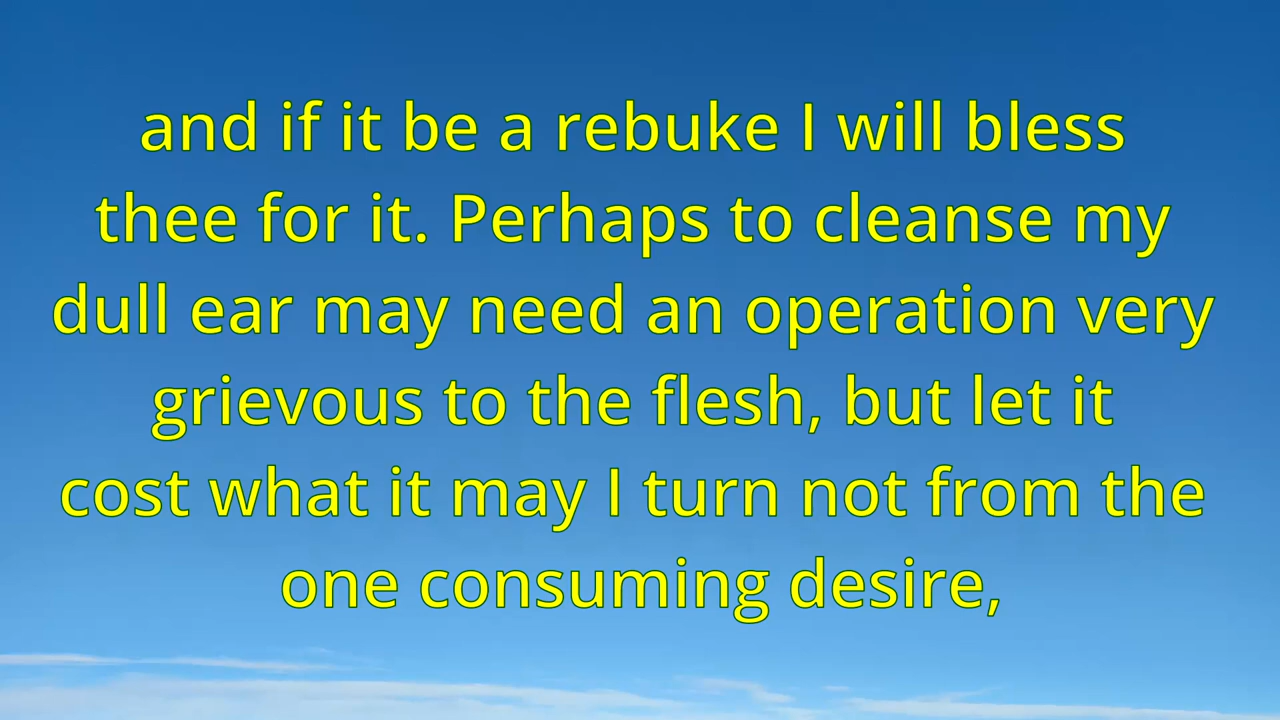 and if it be a rebuke I will bless
thee for it. Perhaps to cleanse my
dull ear may need an operation very
grievous to the flesh, but let it
cost what it may I turn not from the
one consuming desire,